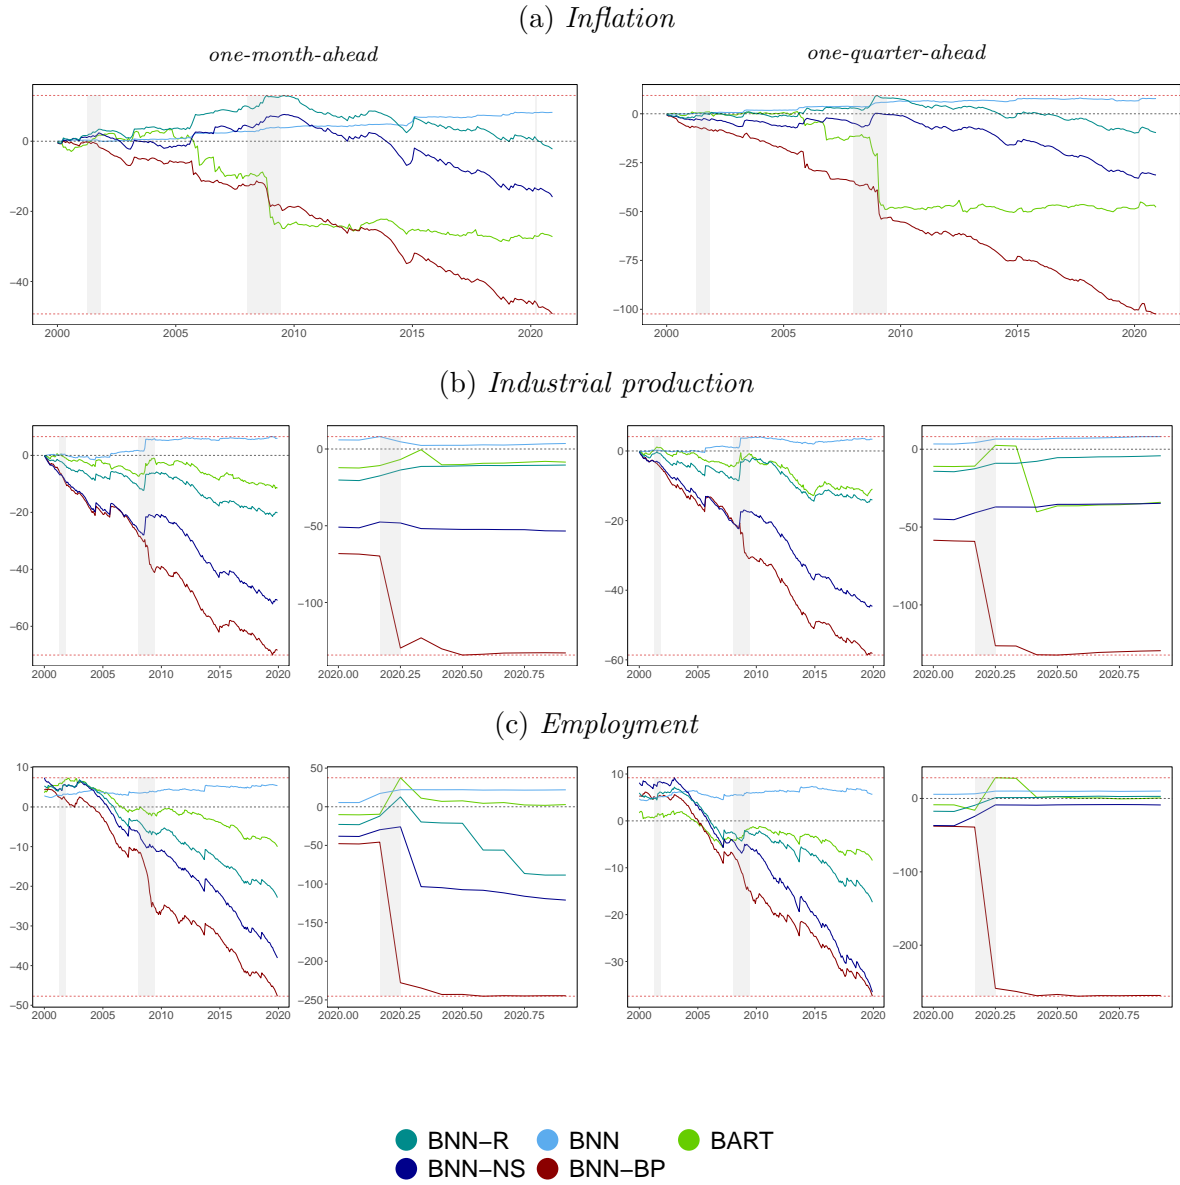 (a) Inflation
one-month-ahead one-quarter-ahead
0
−20
−40
2000 2005 2010 2015 2020
0
−25
−50
−75
−100
2000 2005 2010 2015 2020
(b) Industrial production
0
−20
−40
−60
2000 2005 2010 2015 2020
0
−50
−100
2020.00 2020.25 2020.50 2020.75
0
−20
−40
−60
2000 2005 2010 2015 2020
0
−50
−100
2020.00 2020.25 2020.50 2020.75
(c) Employment
10
0
−10
−20
−30
−40
−50
2000 2005 2010 2015 2020
50
0
−50
−100
−150
−200
−250
2020.00 2020.25 2020.50 2020.75
10
0
−10
−20
−30
2000 2005 2010 2015 2020
0
−100
−200
2020.00 2020.25 2020.50 2020.75
BNN−R BNN BART
BNN−NS BNN−BP